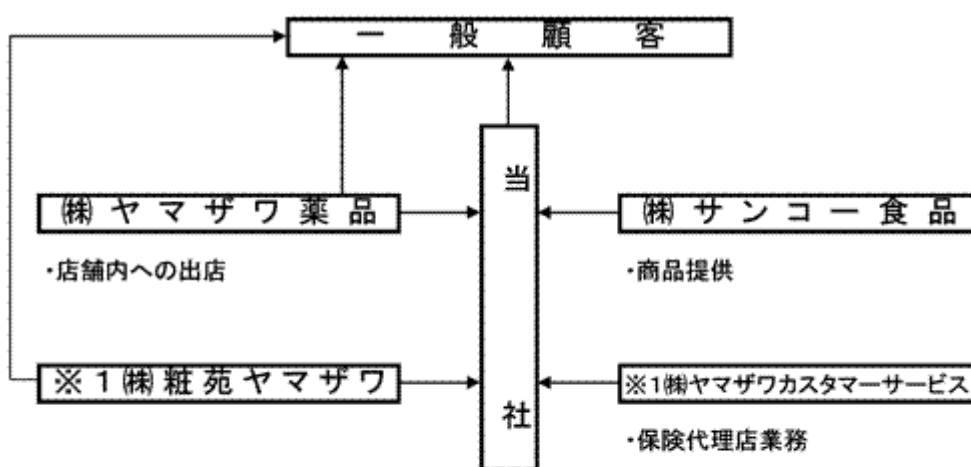 一般顧客
当社
㈱ヤマザワ薬品
・店舗内への出店
㈱サンコー食品
・商品提供
※1㈱粧苑ヤマザワ
※1㈱ヤマザワカスタマーサービス
・保険代理店業務